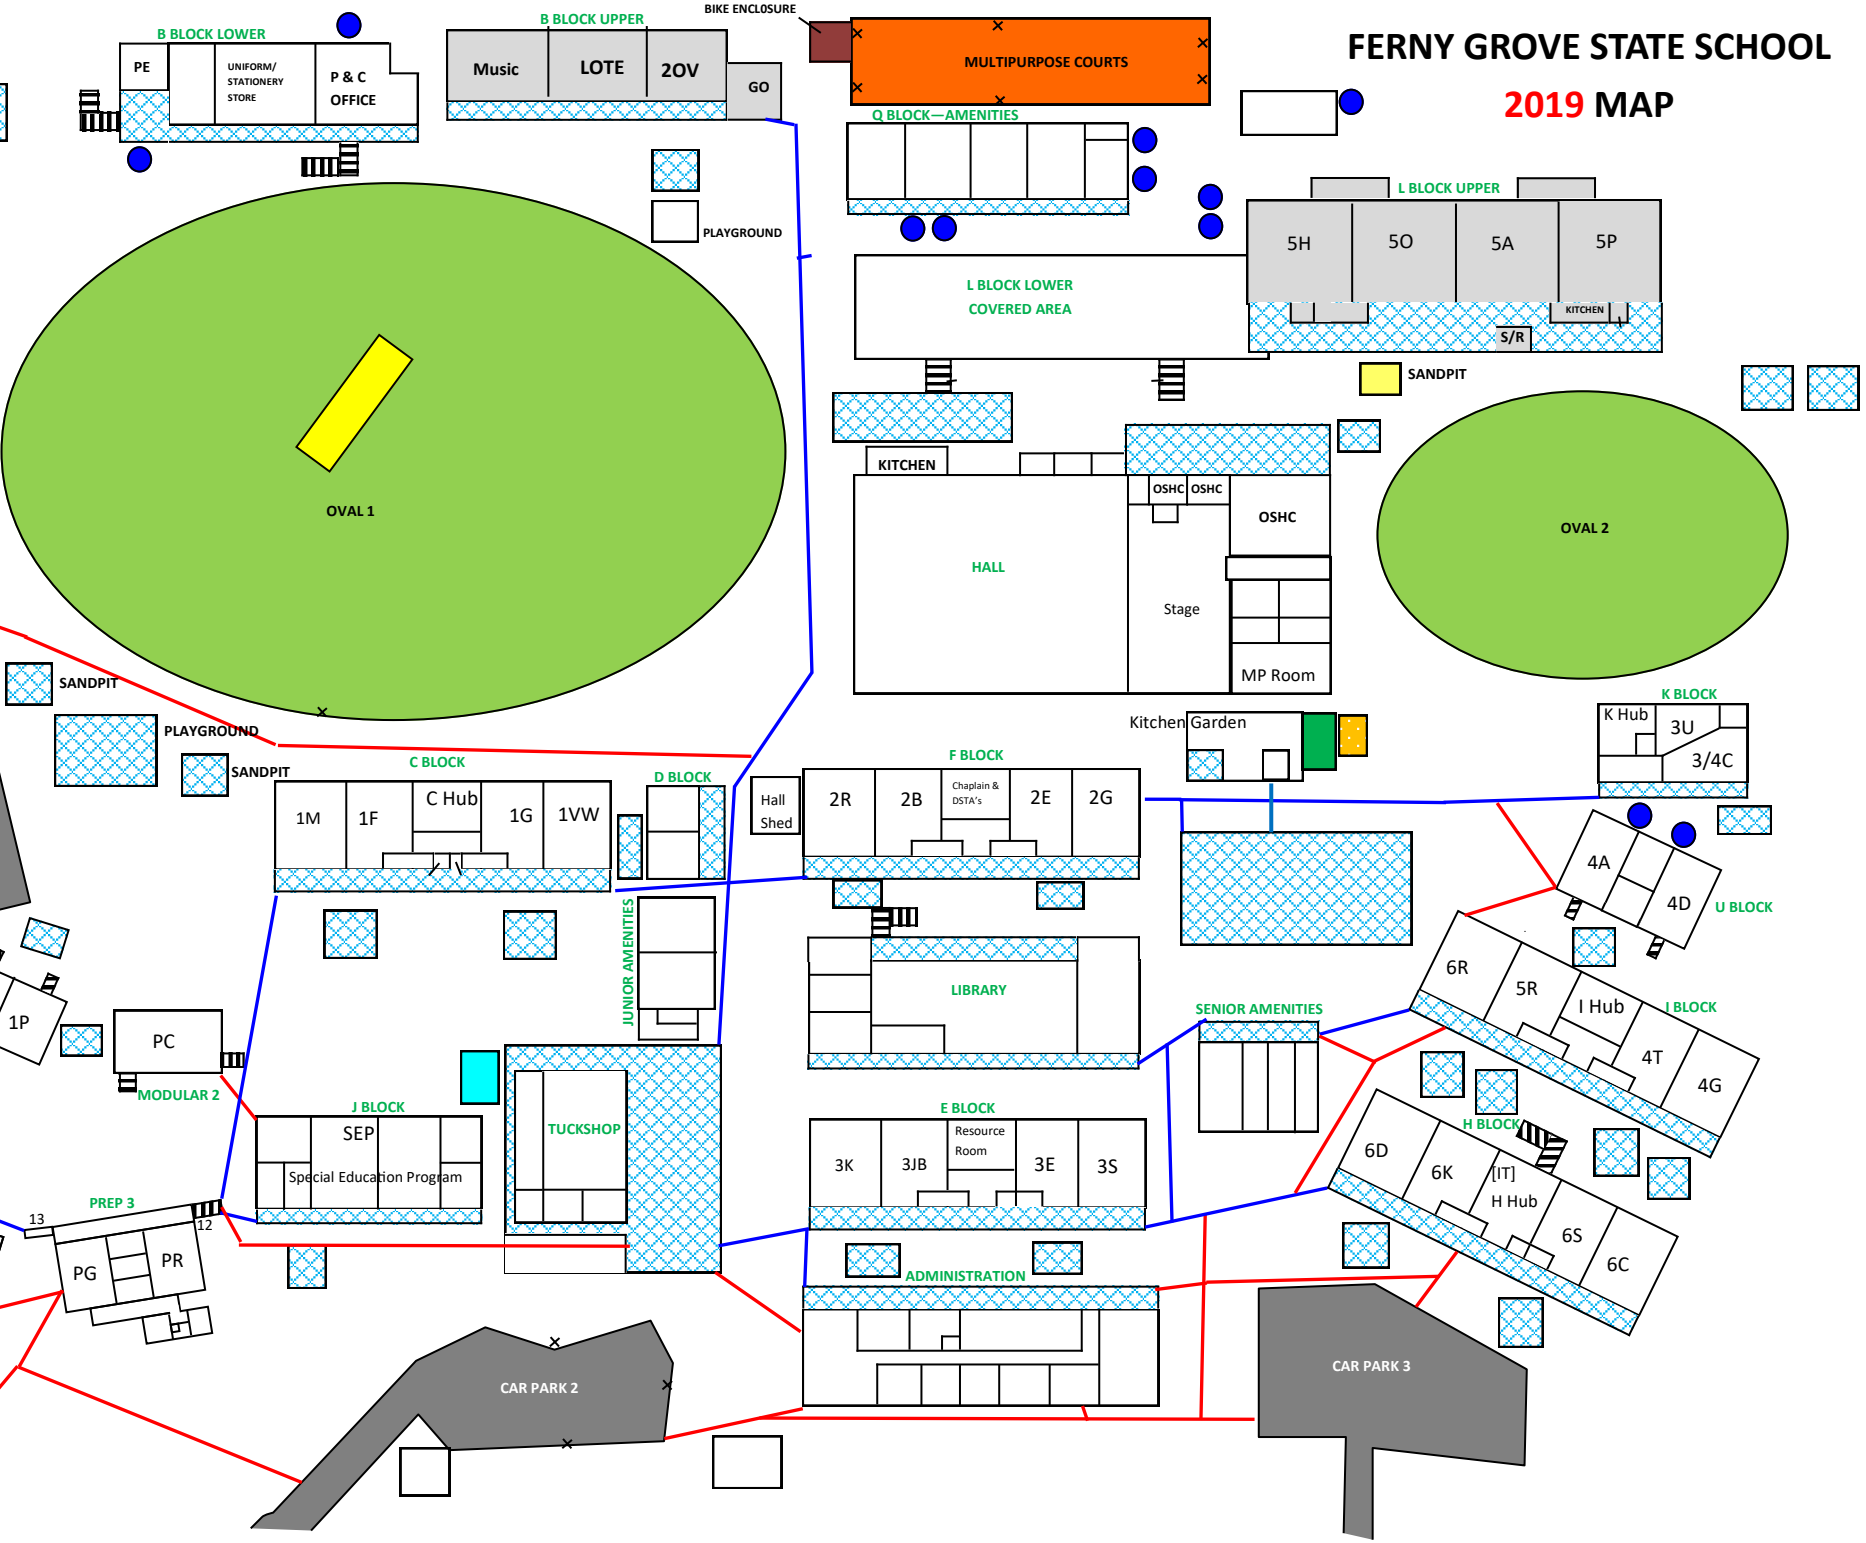 BIKE ENCL0SURE
B BLOCK LOWER
B BLOCK UPPER
FERNY GROVE STATE SCHOOL
2019 MAP
PE
UNIFORM/
STATIONERY
STORE
P & C
OFFICE
Music
LOTE
2OV
GO
MULTIPURPOSE COURTS
Q BLOCK—AMENITIES
L BLOCK UPPER
PLAYGROUND
5H
5O
5A
5P
L BLOCK LOWER
COVERED AREA
KITCHEN
S/R
SANDPIT
KITCHEN
OSHC
OSHC
OSHC
OVAL 1
OVAL 2
HALL
Stage
MP Room
SANDPIT
PLAYGROUND
SANDPIT
Kitchen Garden
K BLOCK
K Hub
3U
3/4C
C BLOCK
D BLOCK
F BLOCK
1M
1F
C Hub
1G
1VW
Hall
Shed
2R
2B
Chaplain &
DSTA's
2E
2G
4A
4D
U BLOCK
JUNIOR AMENITIES
LIBRARY
6R
5R
I Hub
4T
4G
I BLOCK
SENIOR AMENITIES
1P
PC
MODULAR 2
J BLOCK
SEP
Special Education Program
TUCKSHOP
E BLOCK
3K
3JB
Resource
Room
3E
3S
H BLOCK
6D
6K
[IT]
H Hub
6S
6C
PREP 3
13
12
PG
PR
ADMINISTRATION
CAR PARK 2
CAR PARK 3